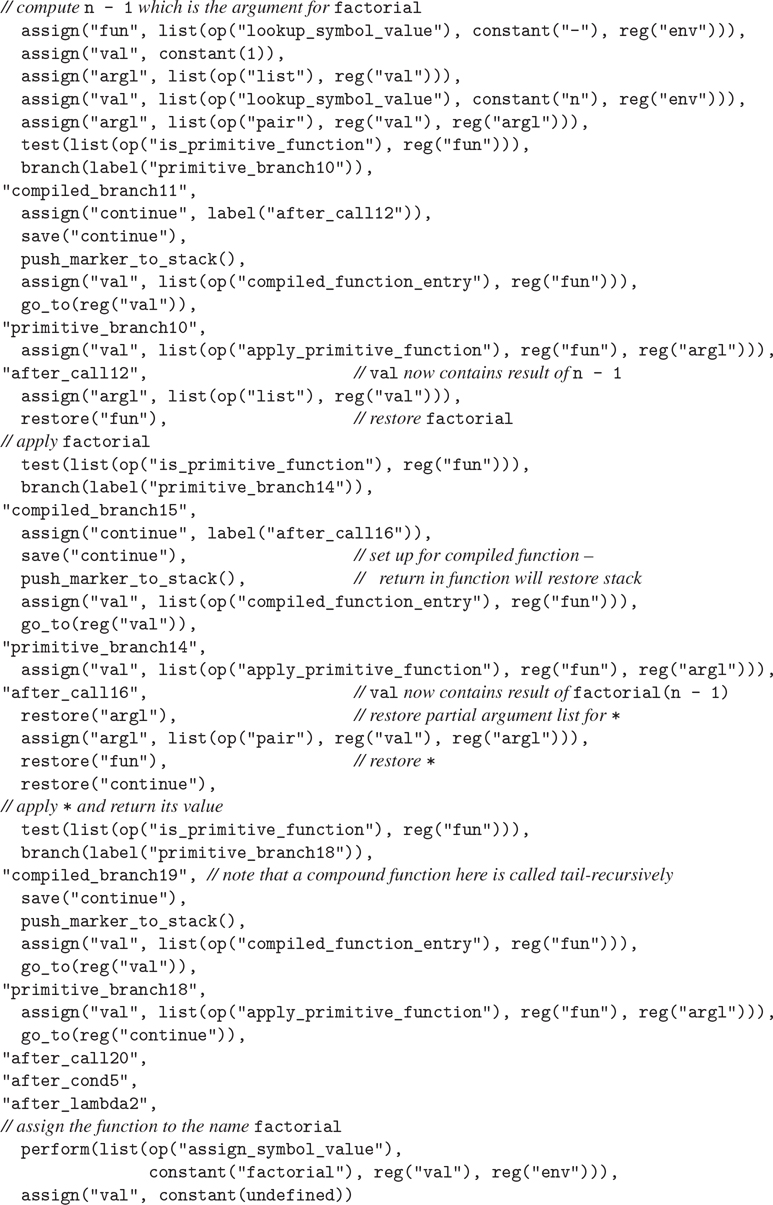 // compute n - 1 which is the argument for factorial
  assign("fun", list(op("lookup_symbol_value"), constant("-"), reg("env"))),
  assign("val", constant(1)),
  assign("argl", list(op("list"), reg("val"))),
  assign("val", list(op("lookup_symbol_value"), constant("n"), reg("env"))),
  assign("argl", list(op("pair"), reg("val"), reg("argl"))),
  test(list(op("is_primitive_function"), reg("fun"))),
  branch(label("primitive_branch10")),
"compiled_branch11",
  assign("continue", label("after_call12")),
  save("continue"),
  push_marker_to_stack(),
  assign("val", list(op("compiled_function_entry"), reg("fun"))),
  go_to(reg("val")),
"primitive_branch10",
  assign("val", list(op("apply_primitive_function"), reg("fun"), reg("argl"))),
"after_call12",                     // val now contains result of n - 1
  assign("argl", list(op("list"), reg("val"))),
  restore("fun"),                   // restore factorial
// apply factorial
  test(list(op("is_primitive_function"), reg("fun"))),
  branch(label("primitive_branch14")),
"compiled_branch15",
  assign("continue", label("after_call16")),
  save("continue"),                 // set up for compiled function –
  push_marker_to_stack(),           //   return in function will restore stack
  assign("val", list(op("compiled_function_entry"), reg("fun"))),
  go_to(reg("val")),
"primitive_branch14",
  assign("val", list(op("apply_primitive_function"), reg("fun"), reg("argl"))),
"after_call16",                     // val now contains result of factorial(n - 1)
  restore("argl"),                  // restore partial argument list for *
  assign("argl", list(op("pair"), reg("val"), reg("argl"))),
  restore("fun"),                   // restore *
  restore("continue"),
// apply * and return its value
  test(list(op("is_primitive_function"), reg("fun"))),
  branch(label("primitive_branch18")),
"compiled_branch19", // note that a compound function here is called tail-recursively
  save("continue"),
  push_marker_to_stack(),
  assign("val", list(op("compiled_function_entry"), reg("fun"))),
  go_to(reg("val")),
"primitive_branch18",
  assign("val", list(op("apply_primitive_function"), reg("fun"), reg("argl"))),
  go_to(reg("continue")),
"after_call20",
"after_cond5",
"after_lambda2",
// assign the function to the name factorial
  perform(list(op("assign_symbol_value"),
               constant("factorial"), reg("val"), reg("env"))),
  assign("val", constant(undefined))